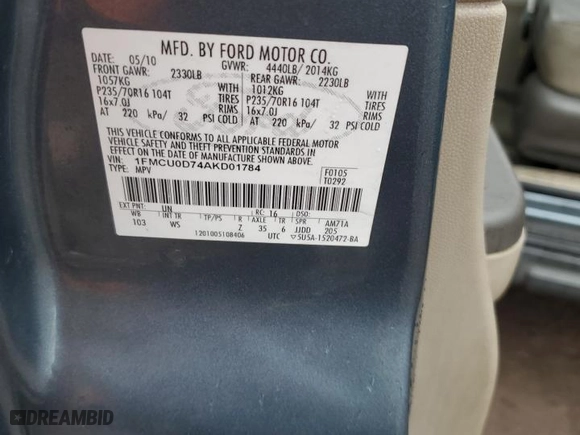 MFD. BY FORD MOTOR CO.
DATE: 05/10 GVWR: 4440LB/ 2014KG
FRONT GAWR: 2330LB REAR GAWR: 2230LB
1057KG WITH 1012KG WITH
P235/70R16 104T TIRES P235/70R16 104T TIRES
16x7.0J RIMS 16x7.0J RIMS
AT 220 kPa/ 32 PSI COLD AT 220 kPa/ 32 PSI COLD
THIS VEHICLE CONFORMS TO ALL APPLICABLE FEDERAL MOTOR
VEHICLE SAFETY AND THEFT PREVENTION STANDARDS IN
EFFECT ON THE DATE OF MANUFACTURE SHOWN ABOVE.
VIN: 1FMCU0D74AKD01784 F0105
TYPE: MPV T0292
EXT PNT: UN RC: 16 DSO:
WB INT TR TP/PS R AXLE TR SPR AM71A
103 WS Z 35 6 JJDD 205
1201005108406 UTC 5U5A-1520472-BA
DREAMBID